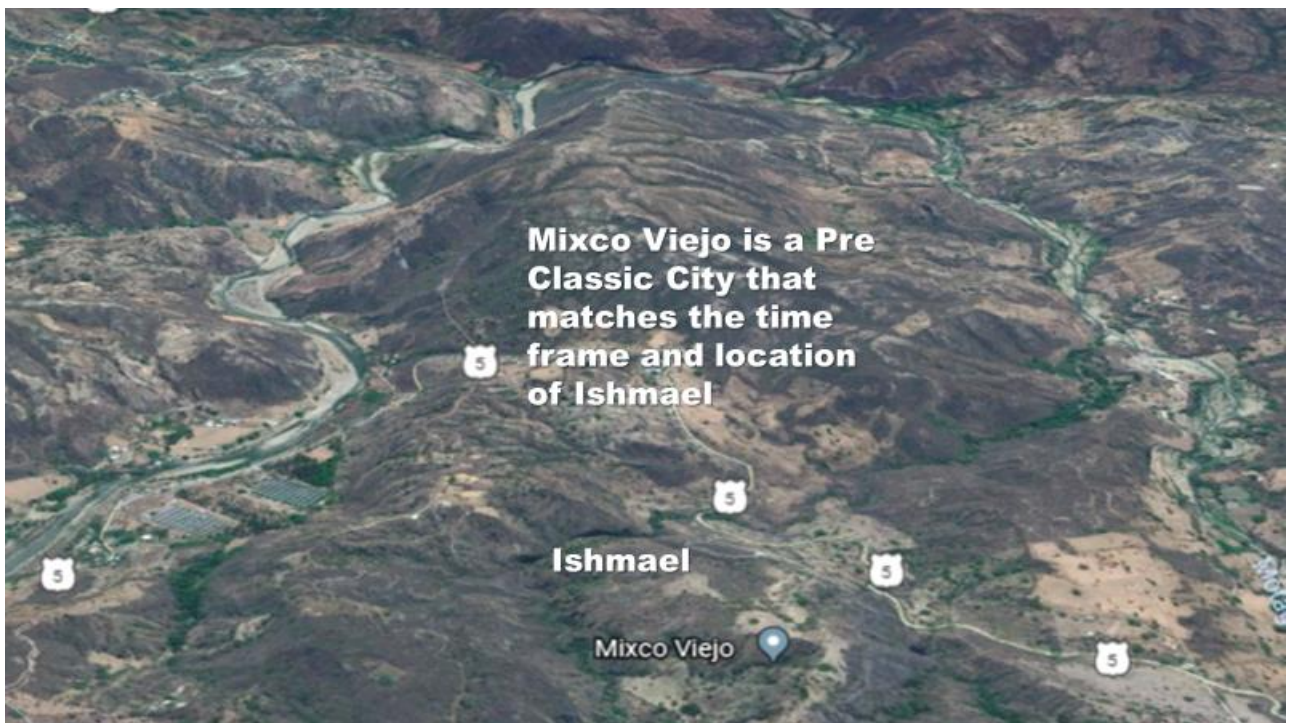 Mixco Viejo is a Pre
Classic City that
matches the time
frame and location
of Ishmael
5
5
Ishmael
5
5
Mixco Viejo
5